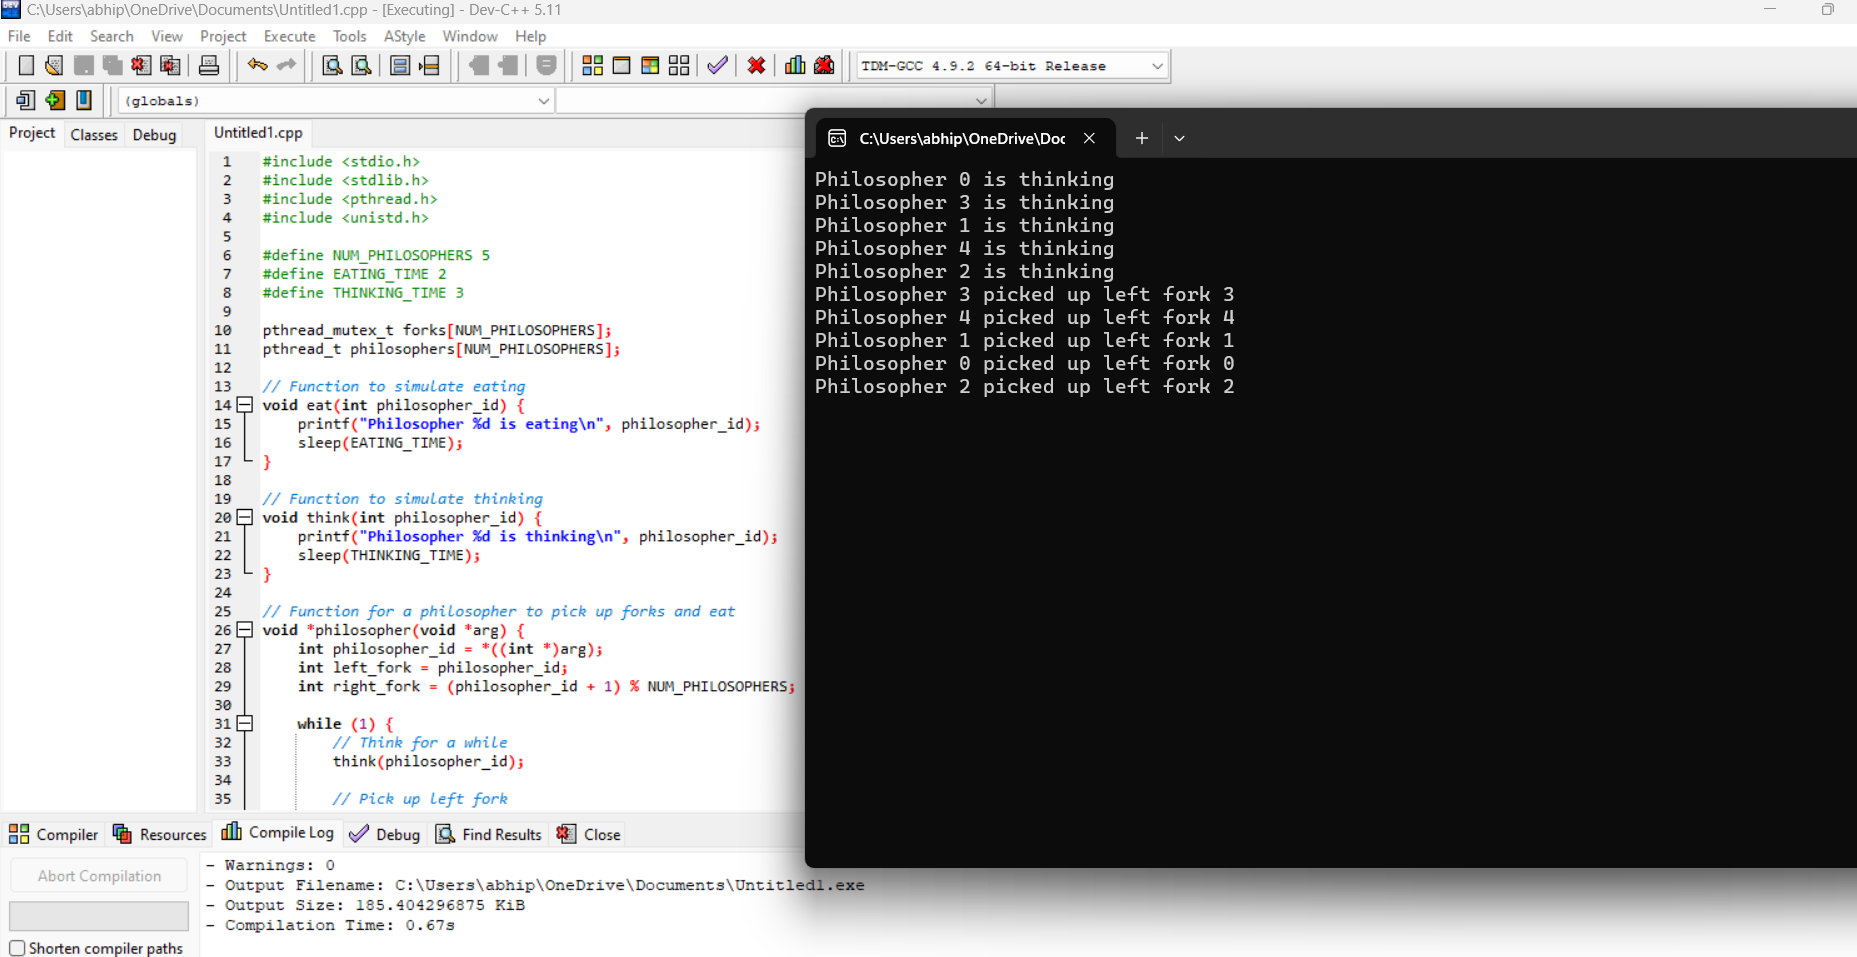 C:\Users\abhip\OneDrive\Documents\Untitled1.cpp - [Executing] - Dev-C++ 5.11
File Edit Search View Project Execute Tools AStyle Window Help
TDM-GCC 4.9.2 64-bit Release
(globals)
Project Classes Debug
Untitled1.cpp
1 #include <stdio.h>
2 #include <stdlib.h>
3 #include <pthread.h>
4 #include <unistd.h>
5
6 #define NUM_PHILOSOPHERS 5
7 #define EATING_TIME 2
8 #define THINKING_TIME 3
9
10 pthread_mutex_t forks[NUM_PHILOSOPHERS];
11 pthread_t philosophers[NUM_PHILOSOPHERS];
12
13 // Function to simulate eating
14 void eat(int philosopher_id) {
15     printf("Philosopher %d is eating\n", philosopher_id);
16     sleep(EATING_TIME);
17 }
18
19 // Function to simulate thinking
20 void think(int philosopher_id) {
21     printf("Philosopher %d is thinking\n", philosopher_id);
22     sleep(THINKING_TIME);
23 }
24
25 // Function for a philosopher to pick up forks and eat
26 void *philosopher(void *arg) {
27     int philosopher_id = *((int *)arg);
28     int left_fork = philosopher_id;
29     int right_fork = (philosopher_id + 1) % NUM_PHILOSOPHERS;
30
31     while (1) {
32         // Think for a while
33         think(philosopher_id);
34
35         // Pick up left fork
C:\Users\abhip\OneDrive\Doc
Philosopher 0 is thinking
Philosopher 3 is thinking
Philosopher 1 is thinking
Philosopher 4 is thinking
Philosopher 2 is thinking
Philosopher 3 picked up left fork 3
Philosopher 4 picked up left fork 4
Philosopher 1 picked up left fork 1
Philosopher 0 picked up left fork 0
Philosopher 2 picked up left fork 2
Compiler Resources Compile Log Debug Find Results Close
Abort Compilation
Shorten compiler paths
- Warnings: 0
- Output Filename: C:\Users\abhip\OneDrive\Documents\Untitled1.exe
- Output Size: 185.404296875 KiB
- Compilation Time: 0.67s